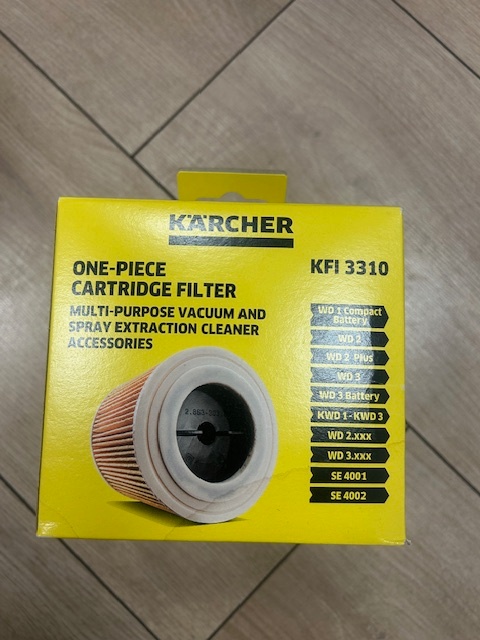 KÄRCHER
ONE-PIECE
CARTRIDGE FILTER
KFI 3310
MULTI-PURPOSE VACUUM AND
SPRAY EXTRACTION CLEANER
ACCESSORIES
WD 1 Compact
Battery
WD 2
WD 2 Plus
WD 3
WD 3 Battery
KWD 1 - KWD 3
WD 2.xxx
WD 3.xxx
SE 4001
SE 4002